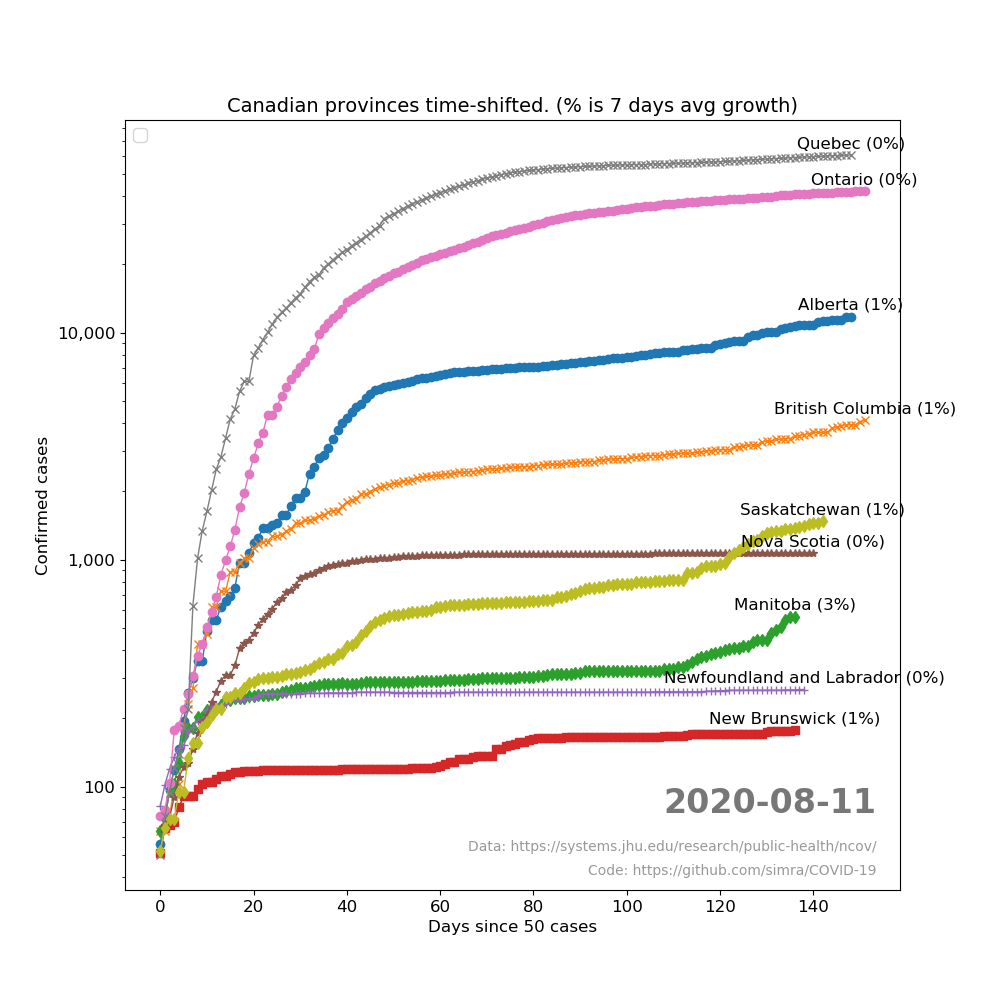 Canadian provinces time-shifted. (% is 7 days avg growth)
Quebec (0%)
Ontario (0%)
Alberta (1%)
10,000
British Columbia (1%)
Saskatchewan (1%)
Nova Scotia (0%)
1,000
Manitoba (3%)
Newfoundland and Labrador (0%)
New Brunswick (1%)
100
2020-08-11
Data: https://systems.jhu.edu/research/public-health/ncov/
Code: https://github.com/simra/COVID-19
Confirmed cases
0 20 40 60 80 100 120 140
Days since 50 cases